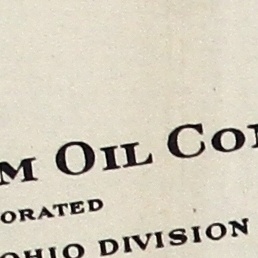 M OIL CO
ORATED
OHIO DIVISION